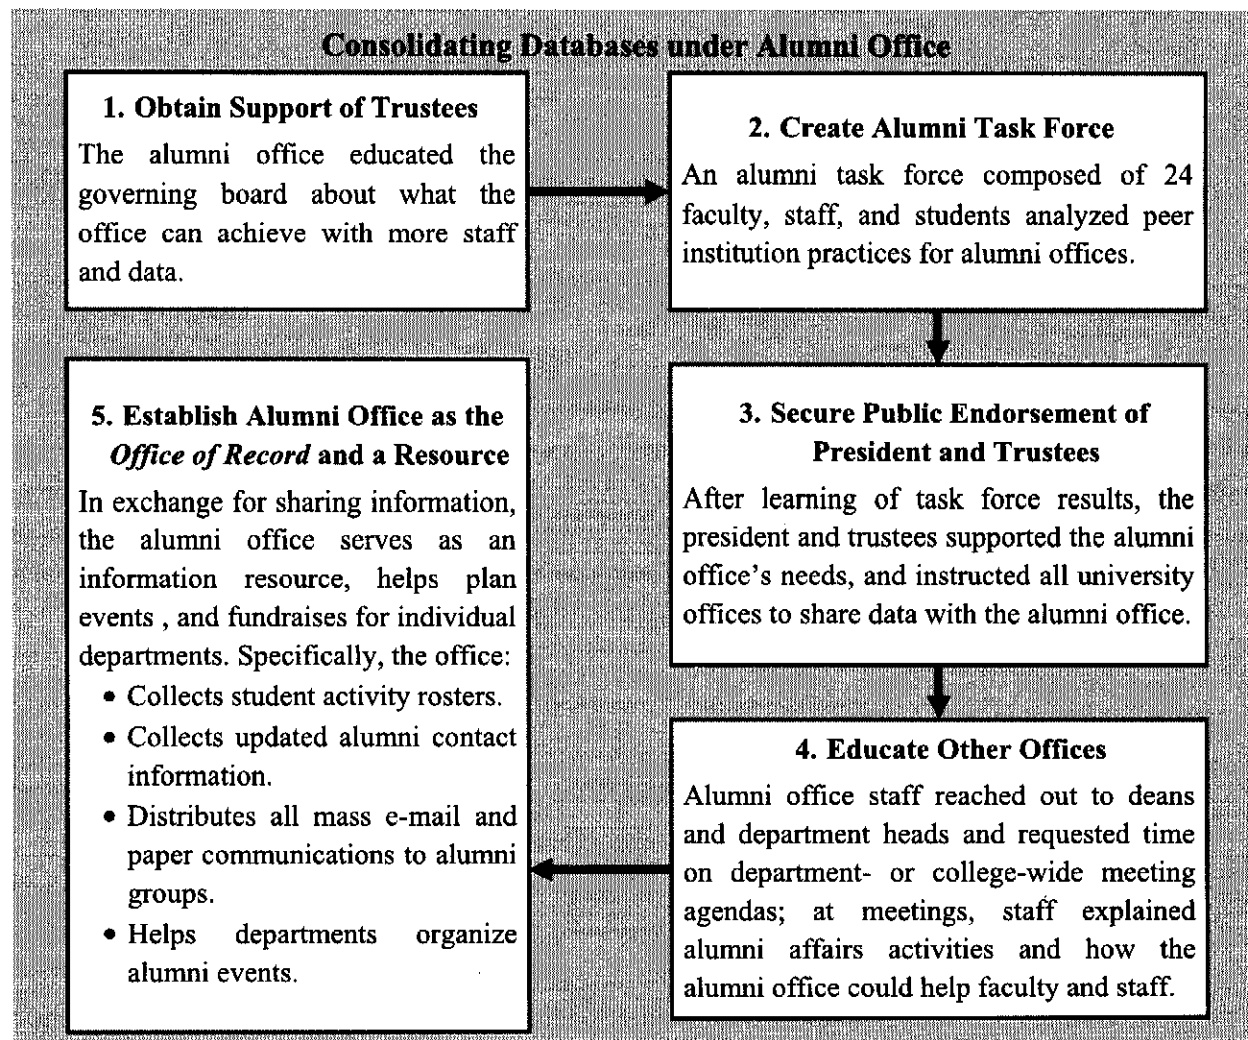 Consolidating Databases under Alumni Office
1. Obtain Support of Trustees
The alumni office educated the
governing board about what the
office can achieve with more staff
and data.
2. Create Alumni Task Force
An alumni task force composed of 24
faculty, staff, and students analyzed peer
institution practices for alumni offices.
3. Secure Public Endorsement of
President and Trustees
After learning of task force results, the
president and trustees supported the alumni
office's needs, and instructed all university
offices to share data with the alumni office.
4. Educate Other Offices
Alumni office staff reached out to deans
and department heads and requested time
on department- or college-wide meeting
agendas; at meetings, staff explained
alumni affairs activities and how the
alumni office could help faculty and staff.
5. Establish Alumni Office as the
Office of Record and a Resource
In exchange for sharing information,
the alumni office serves as an
information resource, helps plan
events , and fundraises for individual
departments. Specifically, the office:
• Collects student activity rosters.
• Collects updated alumni contact
information.
• Distributes all mass e-mail and
paper communications to alumni
groups.
• Helps departments organize
alumni events.